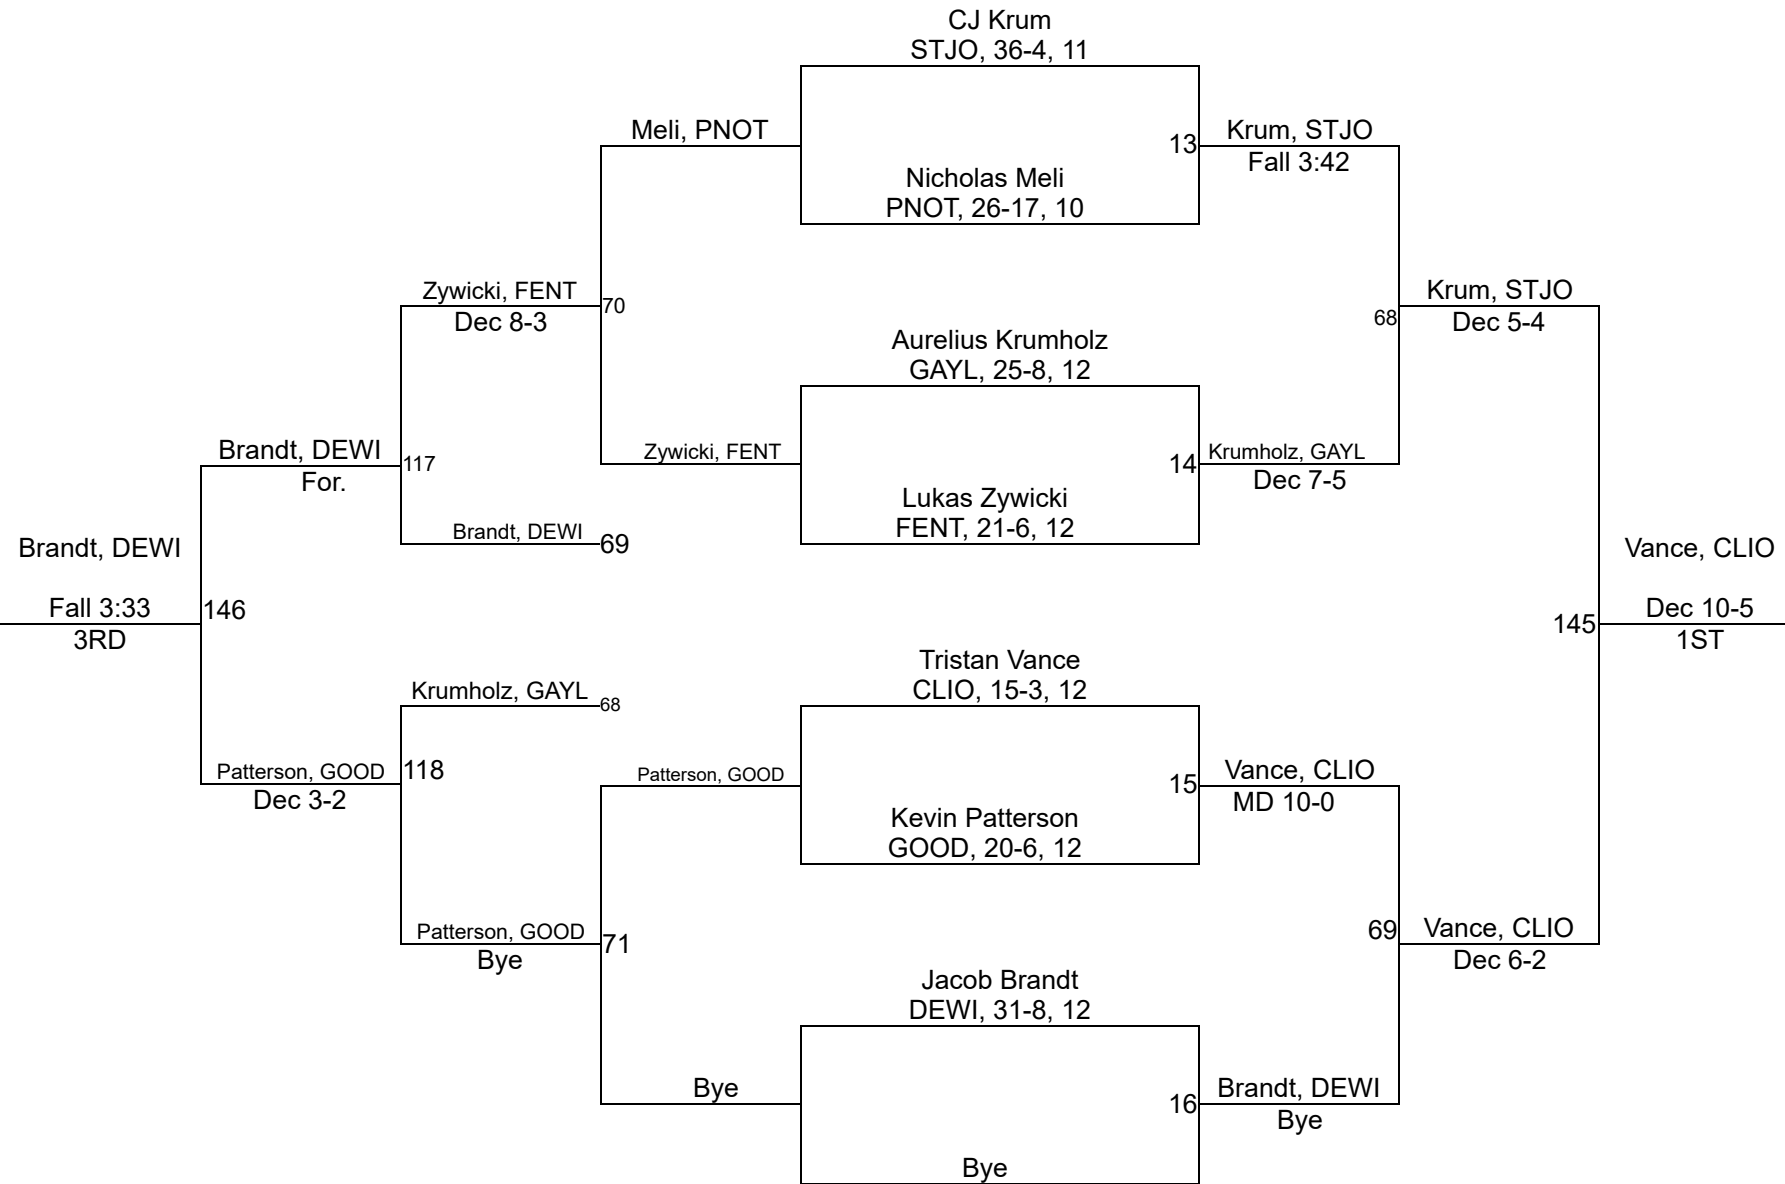 CJ Krum
STJO, 36-4, 11
Meli, PNOT
13
Krum, STJO
Fall 3:42
Nicholas Meli
PNOT, 26-17, 10
Zywicki, FENT
Dec 8-3
70
68
Krum, STJO
Dec 5-4
Aurelius Krumholz
GAYL, 25-8, 12
Brandt, DEWI
For.
117
Zywicki, FENT
14
Krumholz, GAYL
Dec 7-5
Lukas Zywicki
FENT, 21-6, 12
Brandt, DEWI
69
Brandt, DEWI
Fall 3:33
3RD
146
Vance, CLIO
145
Dec 10-5
1ST
Tristan Vance
CLIO, 15-3, 12
Krumholz, GAYL
68
Patterson, GOOD
Dec 3-2
118
Patterson, GOOD
15
Vance, CLIO
MD 10-0
Kevin Patterson
GOOD, 20-6, 12
Patterson, GOOD
Bye
71
69
Vance, CLIO
Dec 6-2
Jacob Brandt
DEWI, 31-8, 12
Bye
16
Brandt, DEWI
Bye
Bye